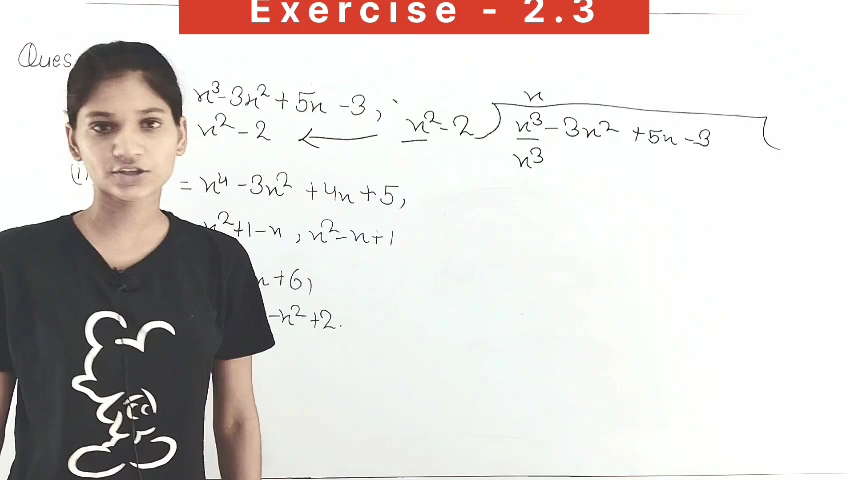 Exercise - 2.3
Ques
x³-3x²+5x-3,
x²-2
x
x²-2) x³-3x²+5x-3
x³
= x⁴-3x²+4x+5,
x²+1-x, x²-x+1
x+6,
-x²+2.